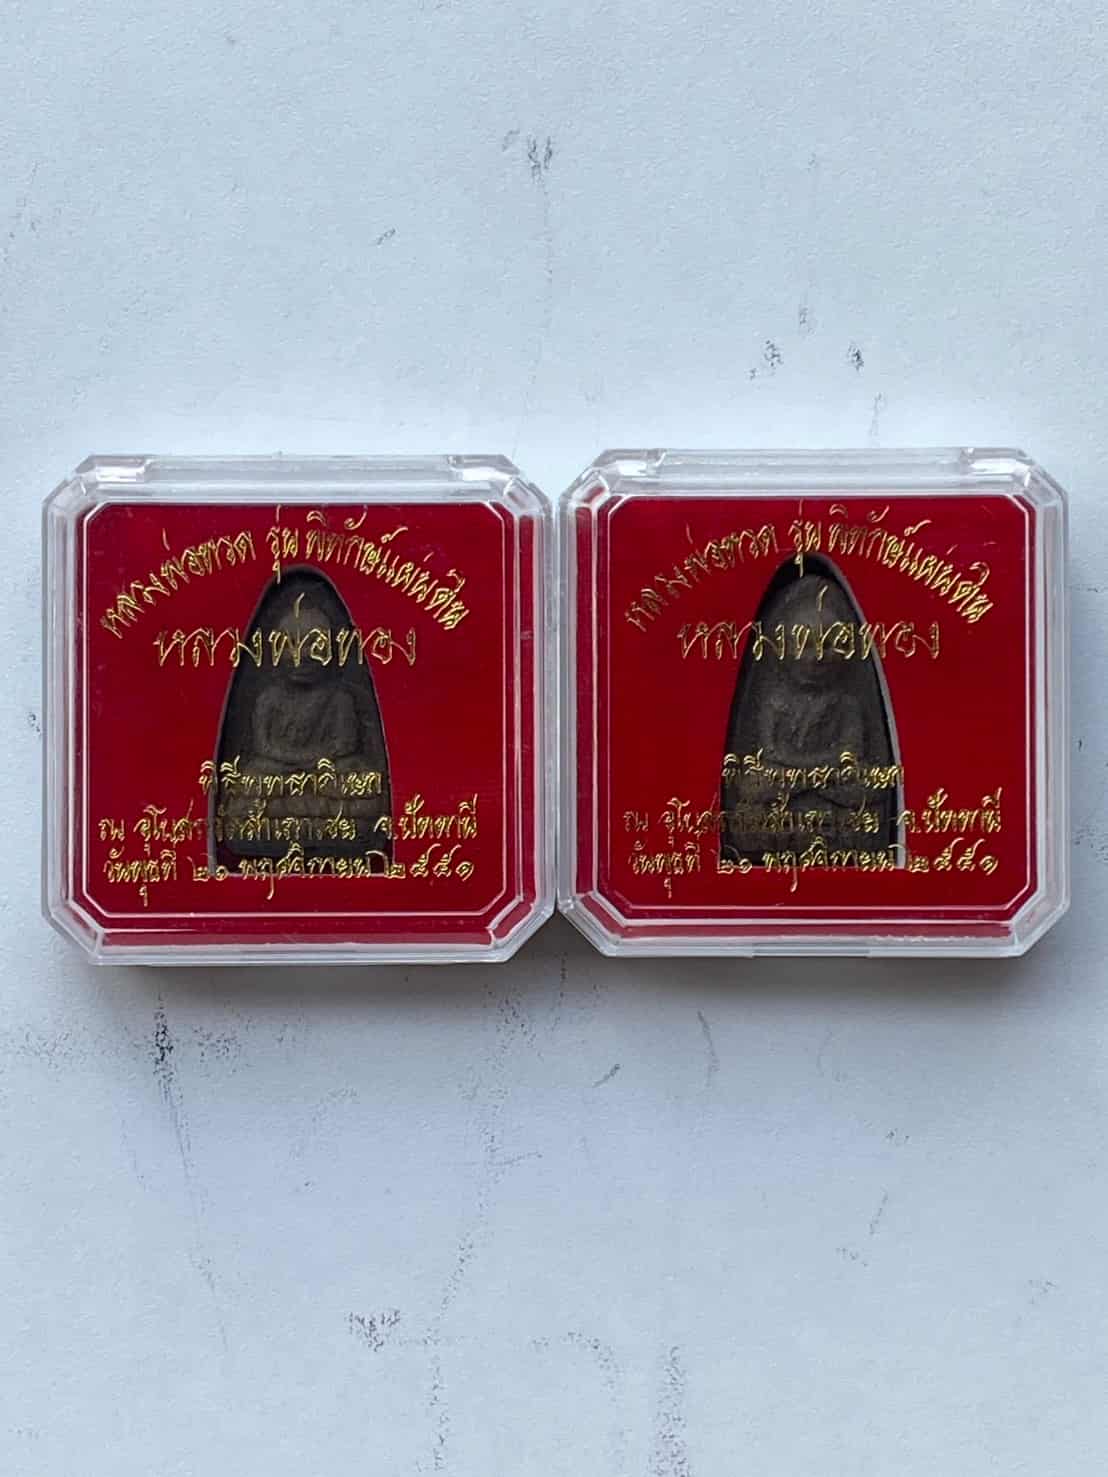 หลวงพ่อทวด รุ่น พิทักษ์แผ่นดิน
หลวงพ่อทอง
พิธีพุทธาภิเษก
ณ อุโบสถวัดสำเภาเชย จ.ปัตตานี
วันพุธที่ ๒๑ พฤศจิกายน ๒๕๕๑
หลวงพ่อทวด รุ่น พิทักษ์แผ่นดิน
หลวงพ่อทอง
พิธีพุทธาภิเษก
ณ อุโบสถวัดสำเภาเชย จ.ปัตตานี
วันพุธที่ ๒๑ พฤศจิกายน ๒๕๕๑